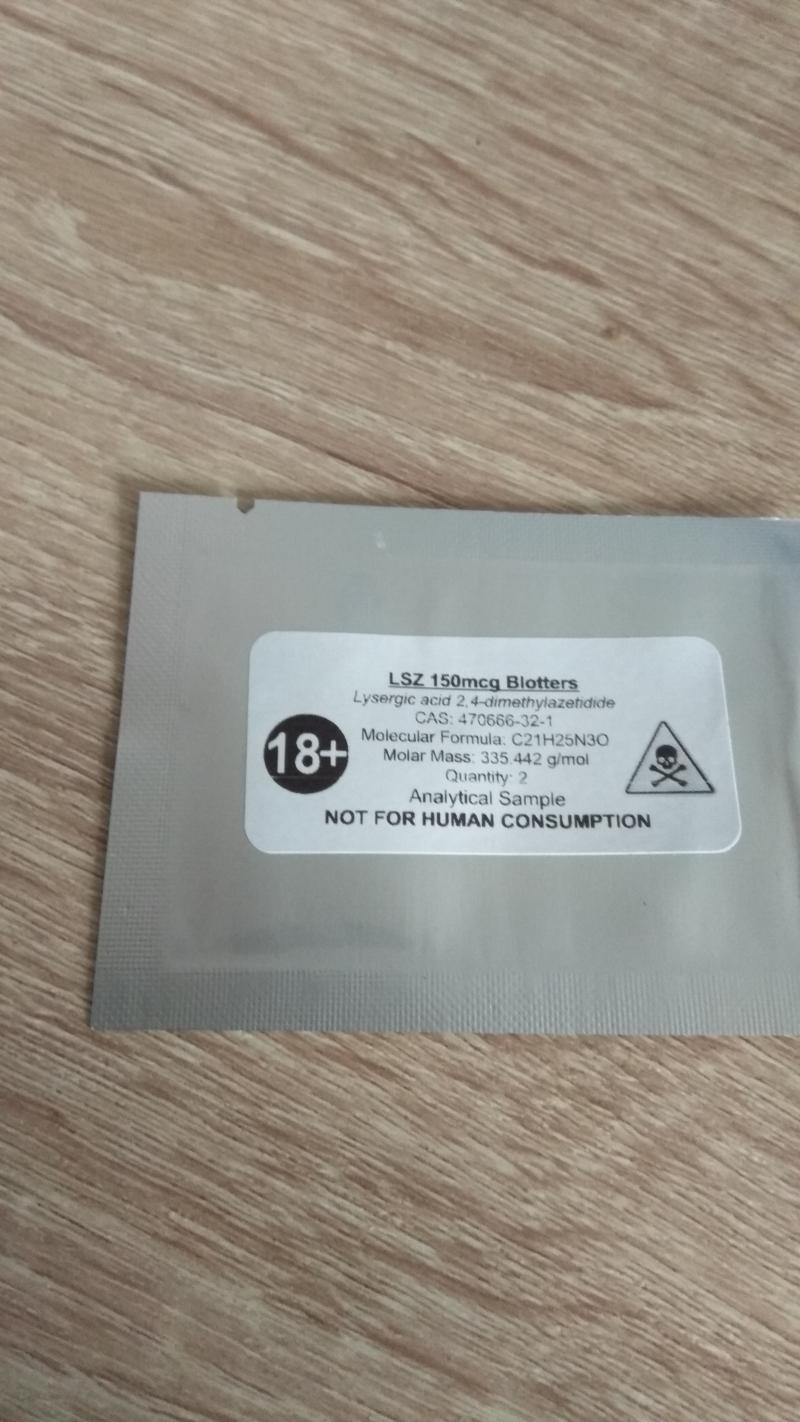 LSZ 150mcg Blotters
Lysergic acid 2,4-dimethylazetidide
CAS: 470666-32-1
18+
Molecular Formula: C21H25N3O
Molar Mass: 335.442 g/mol
Quantity: 2
Analytical Sample
NOT FOR HUMAN CONSUMPTION